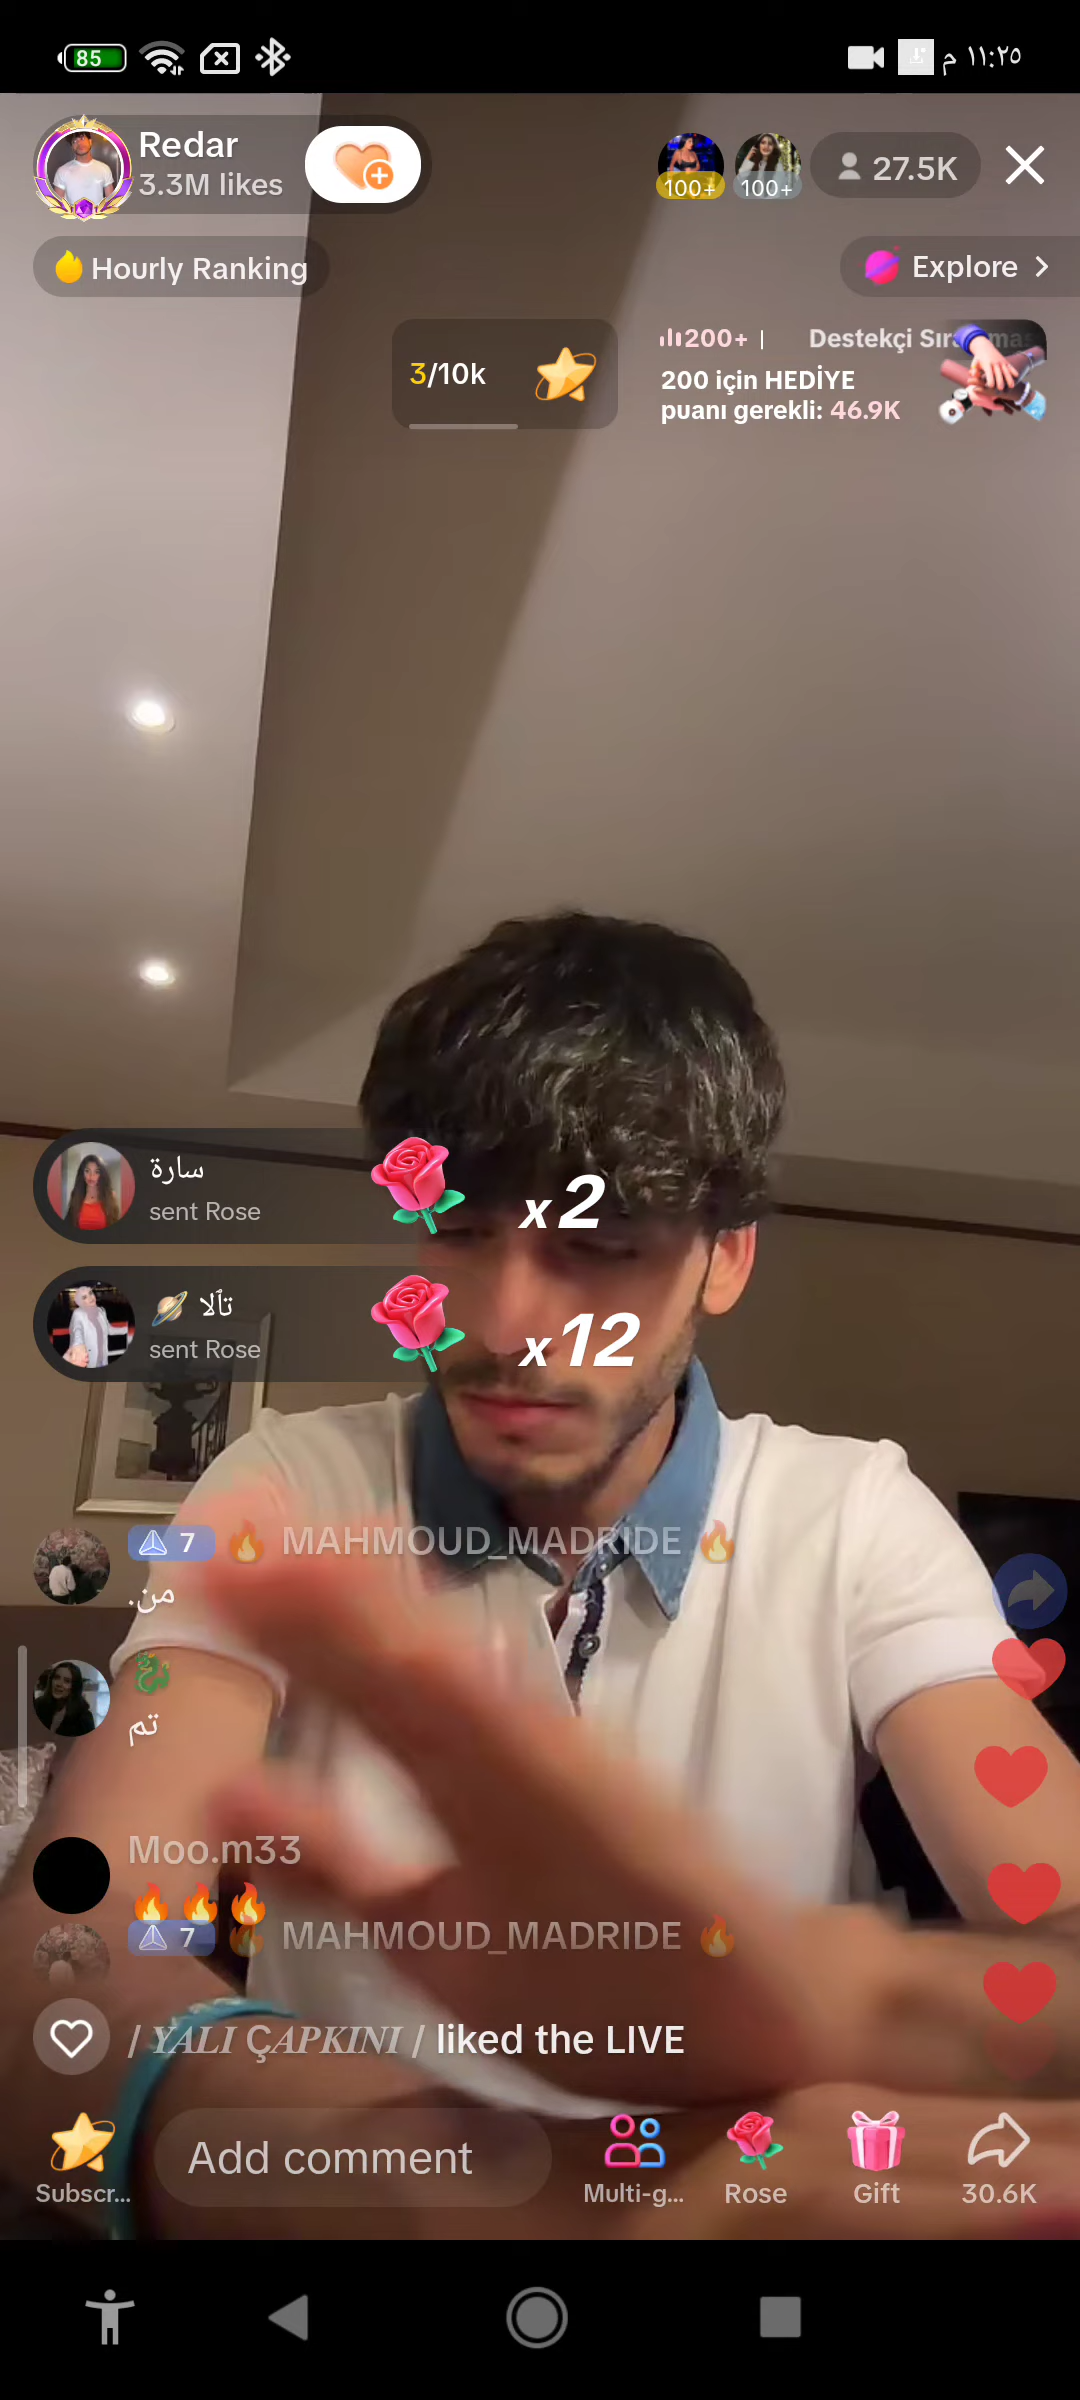 85
١١:٢٥ م
Redar
3.3M likes
100+
100+
27.5K
Hourly Ranking
Explore
3/10k
200+
Destekçi
200 için HEDİYE
puanı gerekli: 46.9K
سارة
sent Rose
x2
تآلا
sent Rose
x12
7 MAHMOUD_MADRIDE
من.
تم
Moo.m33
7 MAHMOUD_MADRIDE
/ YALI ÇAPKINI / liked the LIVE
Subscr...
Add comment
Multi-g...
Rose
Gift
30.6K